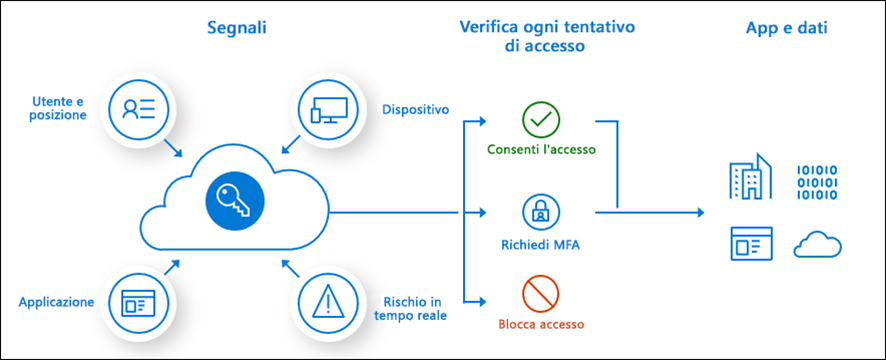 Segnali
Verifica ogni tentativo
di accesso
App e dati
Utente e
posizione
Dispositivo
Applicazione
Rischio in
tempo reale
Consenti l'accesso
Richiedi MFA
Blocca accesso
101010
010101
101010